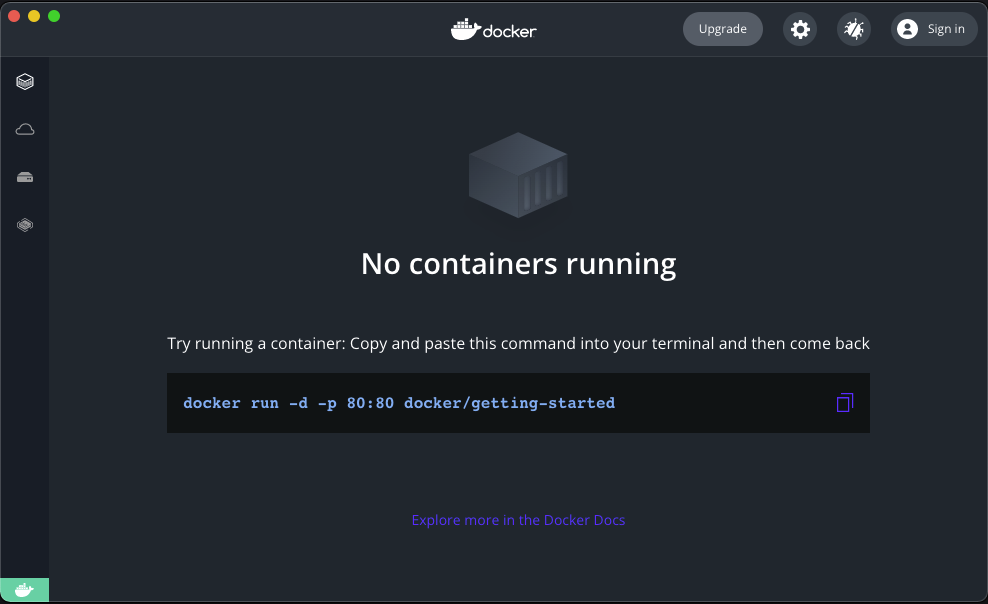 docker
Upgrade
Sign in
No containers running
Try running a container: Copy and paste this command into your terminal and then come back
docker run -d -p 80:80 docker/getting-started
Explore more in the Docker Docs